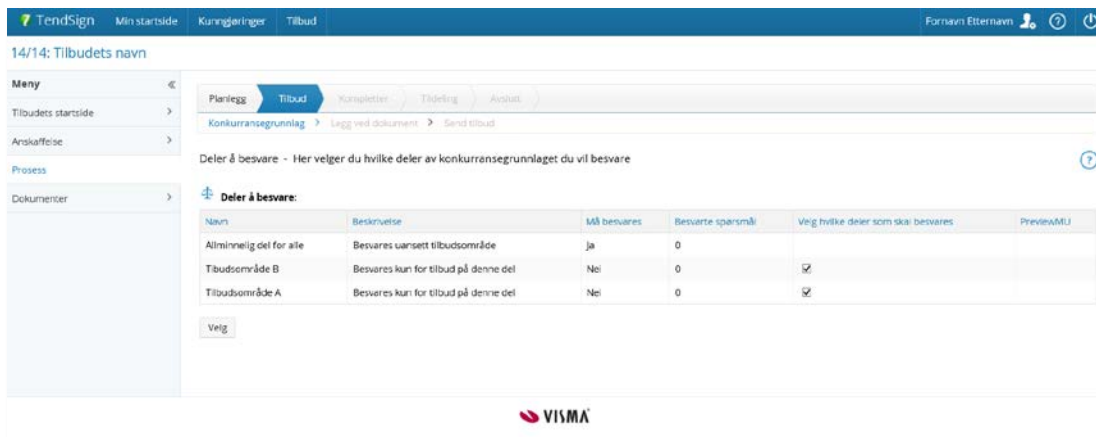 TendSign Min startside Kunngjøringer Tilbud Fornavn Etternavn
14/14: Tilbudets navn
Meny
Tilbudets startside
Anskaffelse
Prosess
Dokumenter
Planlegg Tilbud Kompletter Tildeling Avslutt
Konkurransegrunnlag > Legg ved dokument > Send tilbud
Deler å besvare - Her velger du hvilke deler av konkurransegrunnlaget du vil besvare
Deler å besvare:
Navn Beskrivelse Må besvares Besvarte spørsmål Velg hvilke deler som skal besvares PreviewMU
Allminnelig del for alle Besvares uansett tilbudsområde Ja 0
Tibudsområde B Besvares kun for tilbud på denne del Nei 0
Tilbudsområde A Besvares kun for tilbud på denne del Nei 0
Velg
VISMA